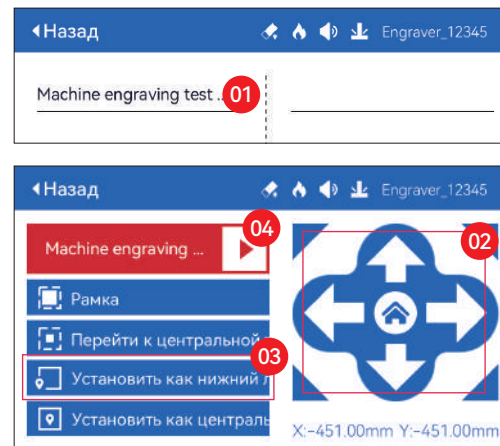 Назад Engraver_12345
Machine engraving test .. 01
Назад Engraver_12345
Machine engraving ... 04
02
Рамка
Перейти к центральной
03
Установить как нижний л
Установить как централь
X:-451.00mm Y:-451.00mm